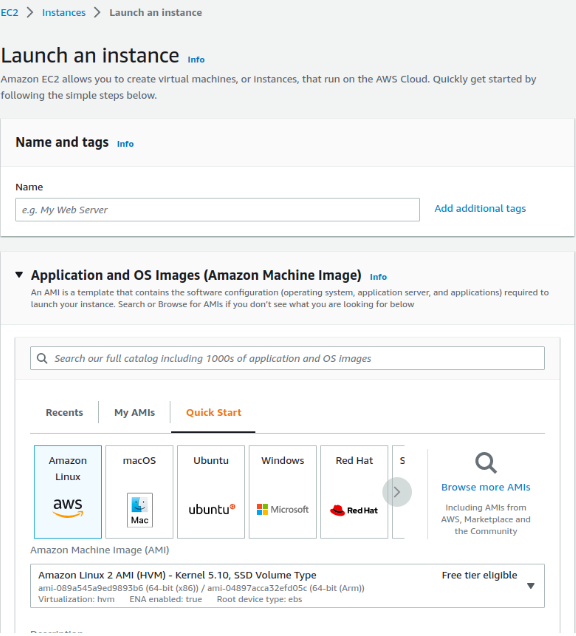 EC2 > Instances > Launch an instance
Launch an instance Info
Amazon EC2 allows you to create virtual machines, or instances, that run on the AWS Cloud. Quickly get started by
following the simple steps below.
Name and tags Info
Name
e.g. My Web Server
Add additional tags
Application and OS Images (Amazon Machine Image) Info
An AMI is a template that contains the software configuration (operating system, application server, and applications) required to
launch your instance. Search or Browse for AMIs if you don't see what you are looking for below
Search our full catalog including 1000s of application and OS images
Recents
My AMIs
Quick Start
Amazon
Linux
aws
macOS
Mac
Ubuntu
ubuntu
Windows
Microsoft
Red Hat
Red Hat
S
Browse more AMIs
Including AMIs from
AWS, Marketplace and
the Community
Amazon Machine Image (AMI)
Amazon Linux 2 AMI (HVM) - Kernel 5.10, SSD Volume Type
Free tier eligible
ami-089a545a9ed9893b6 (64-bit (x86)) / ami-04897acca32efd05c (64-bit (Arm))
Virtualization: hvm ENA enabled: true Root device type: ebs
Description